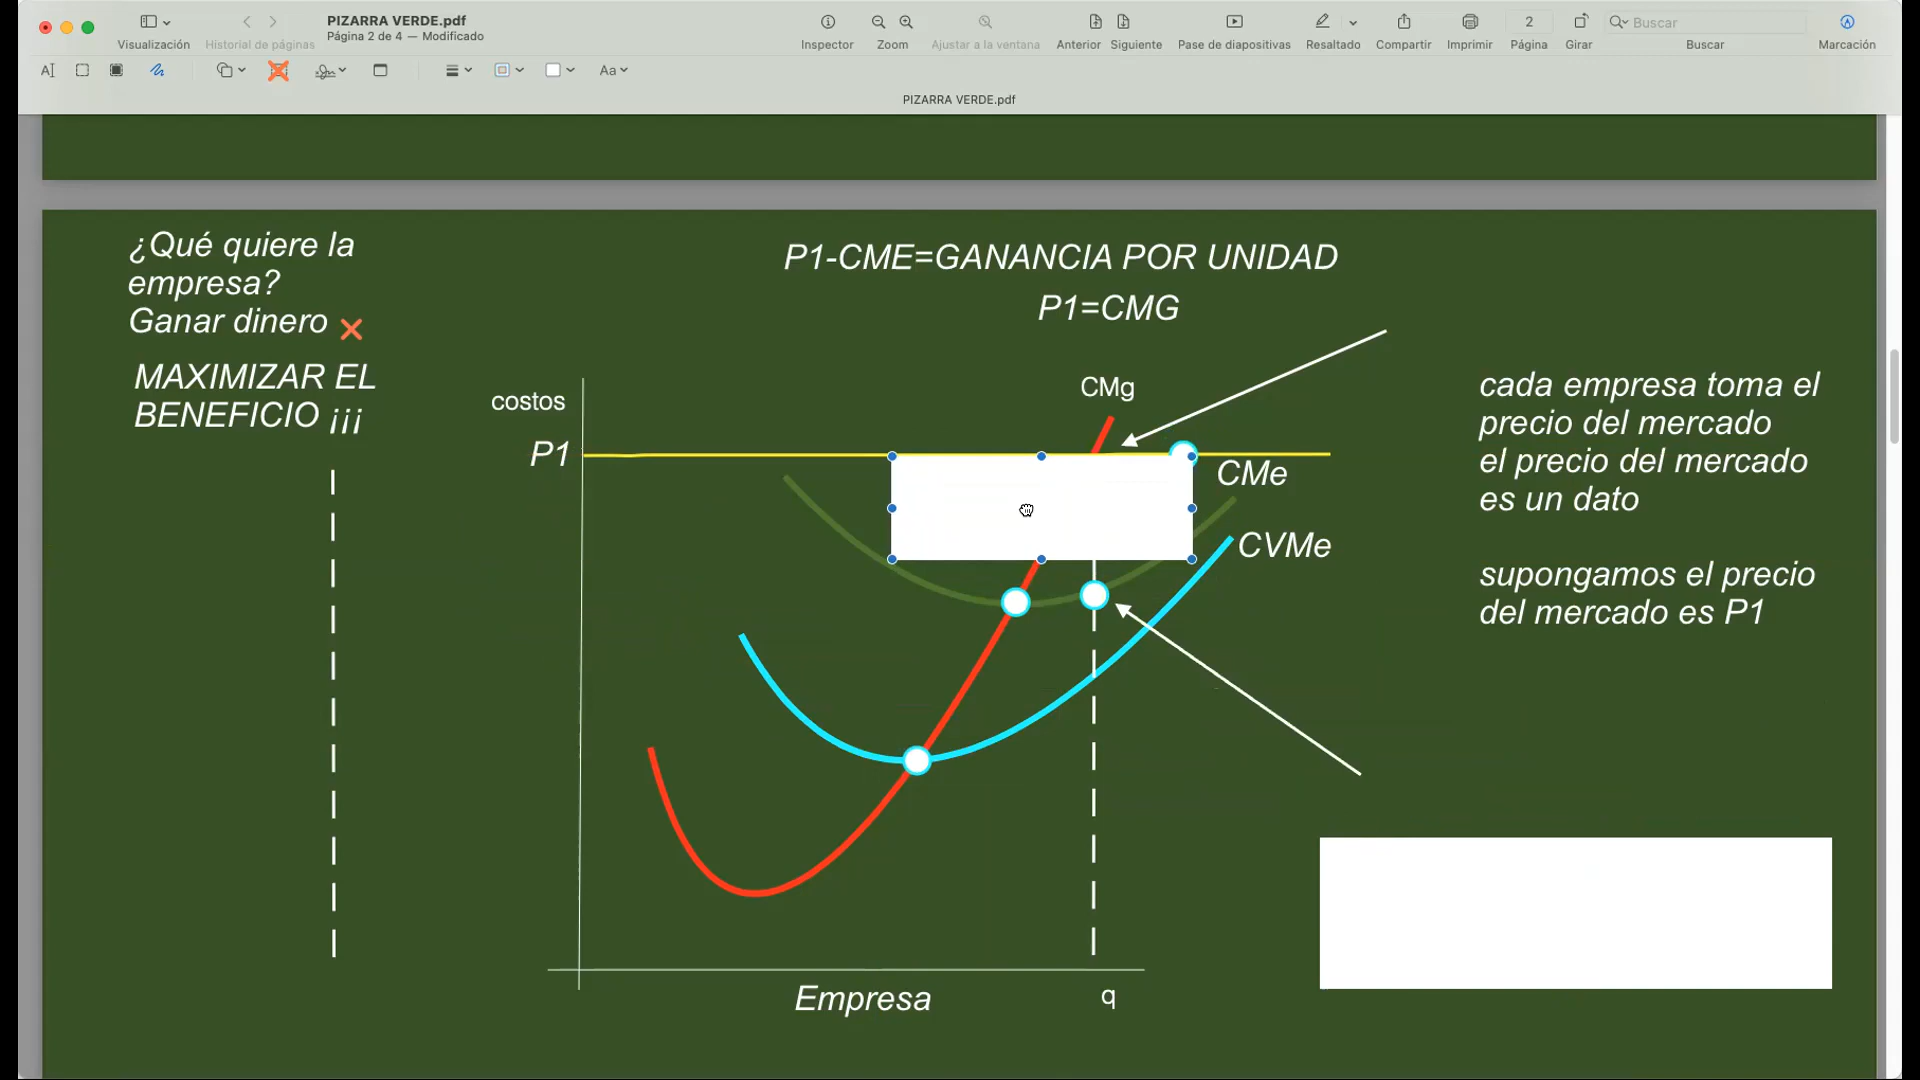 PIZARRA VERDE.pdf
Página 2 de 4 — Modificado
Visualización
Historial de páginas
Inspector
Zoom
Ajustar a la ventana
Anterior
Siguiente
Pase de diapositivas
Resaltado
Compartir
Imprimir
2
Página
Girar
Buscar
Buscar
Marcación
A
Aa
PIZARRA VERDE.pdf
¿Qué quiere la
empresa?
Ganar dinero
MAXIMIZAR EL
BENEFICIO ¡¡¡
P1-CME=GANANCIA POR UNIDAD
P1=CMG
costos
P1
CMg
CMe
CVMe
Empresa
q
cada empresa toma el
precio del mercado
el precio del mercado
es un dato
supongamos el precio
del mercado es P1